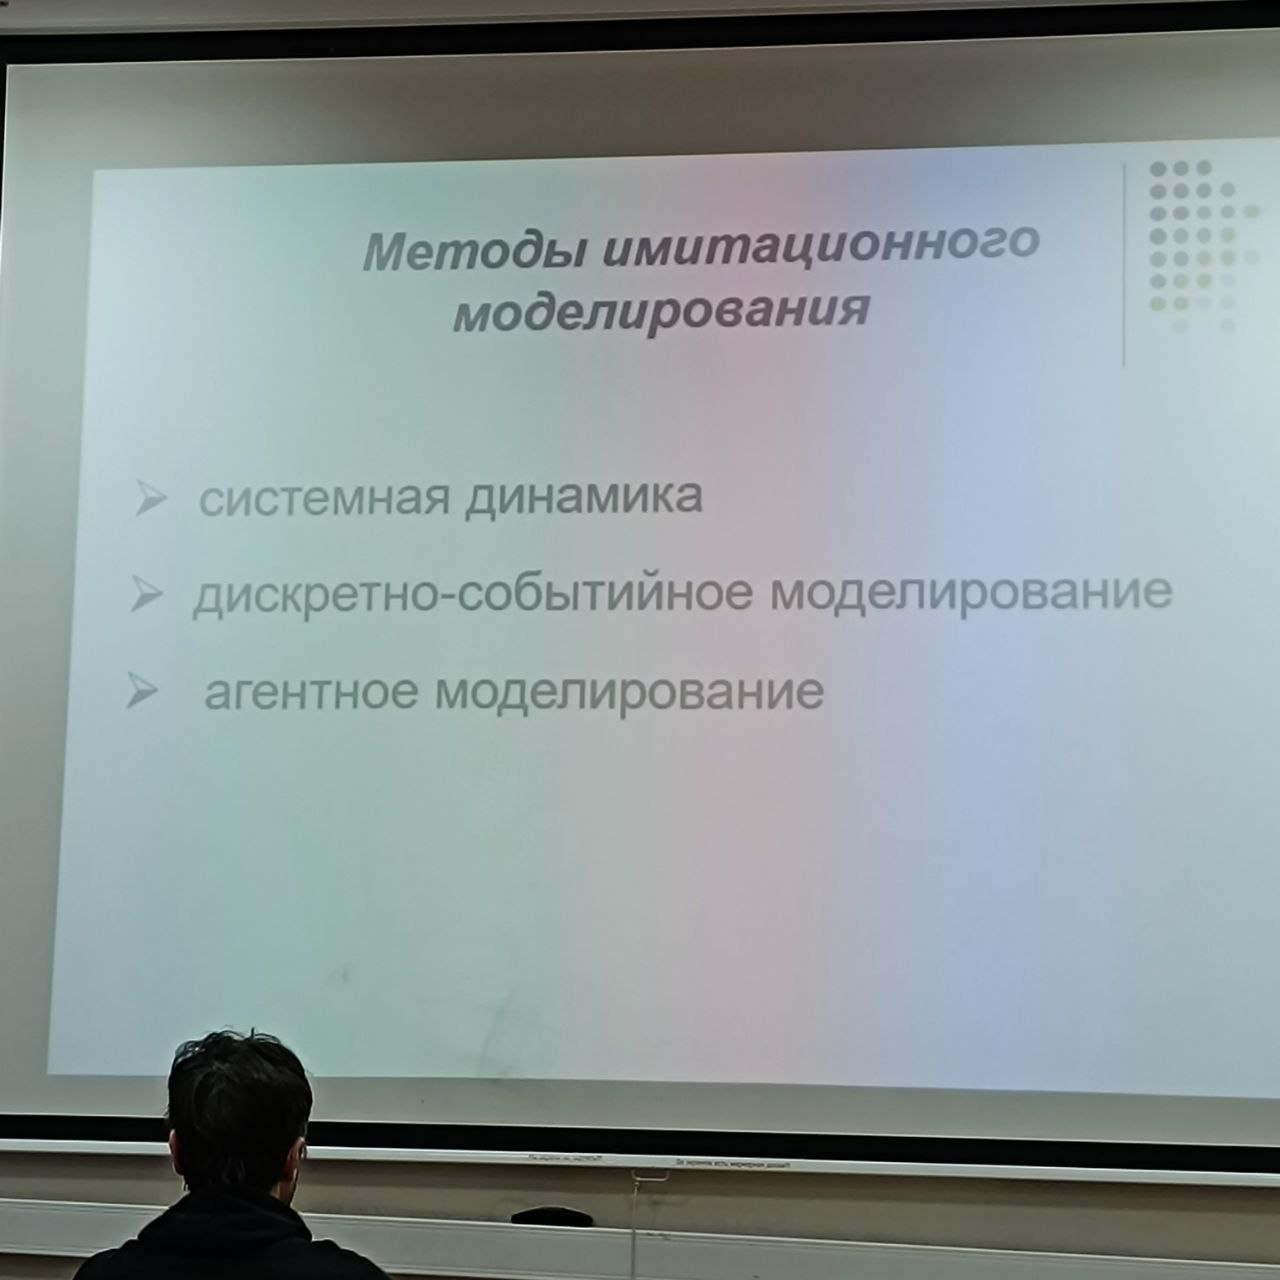 Методы имитационного
моделирования
системная динамика
дискретно-событийное моделирование
агентное моделирование